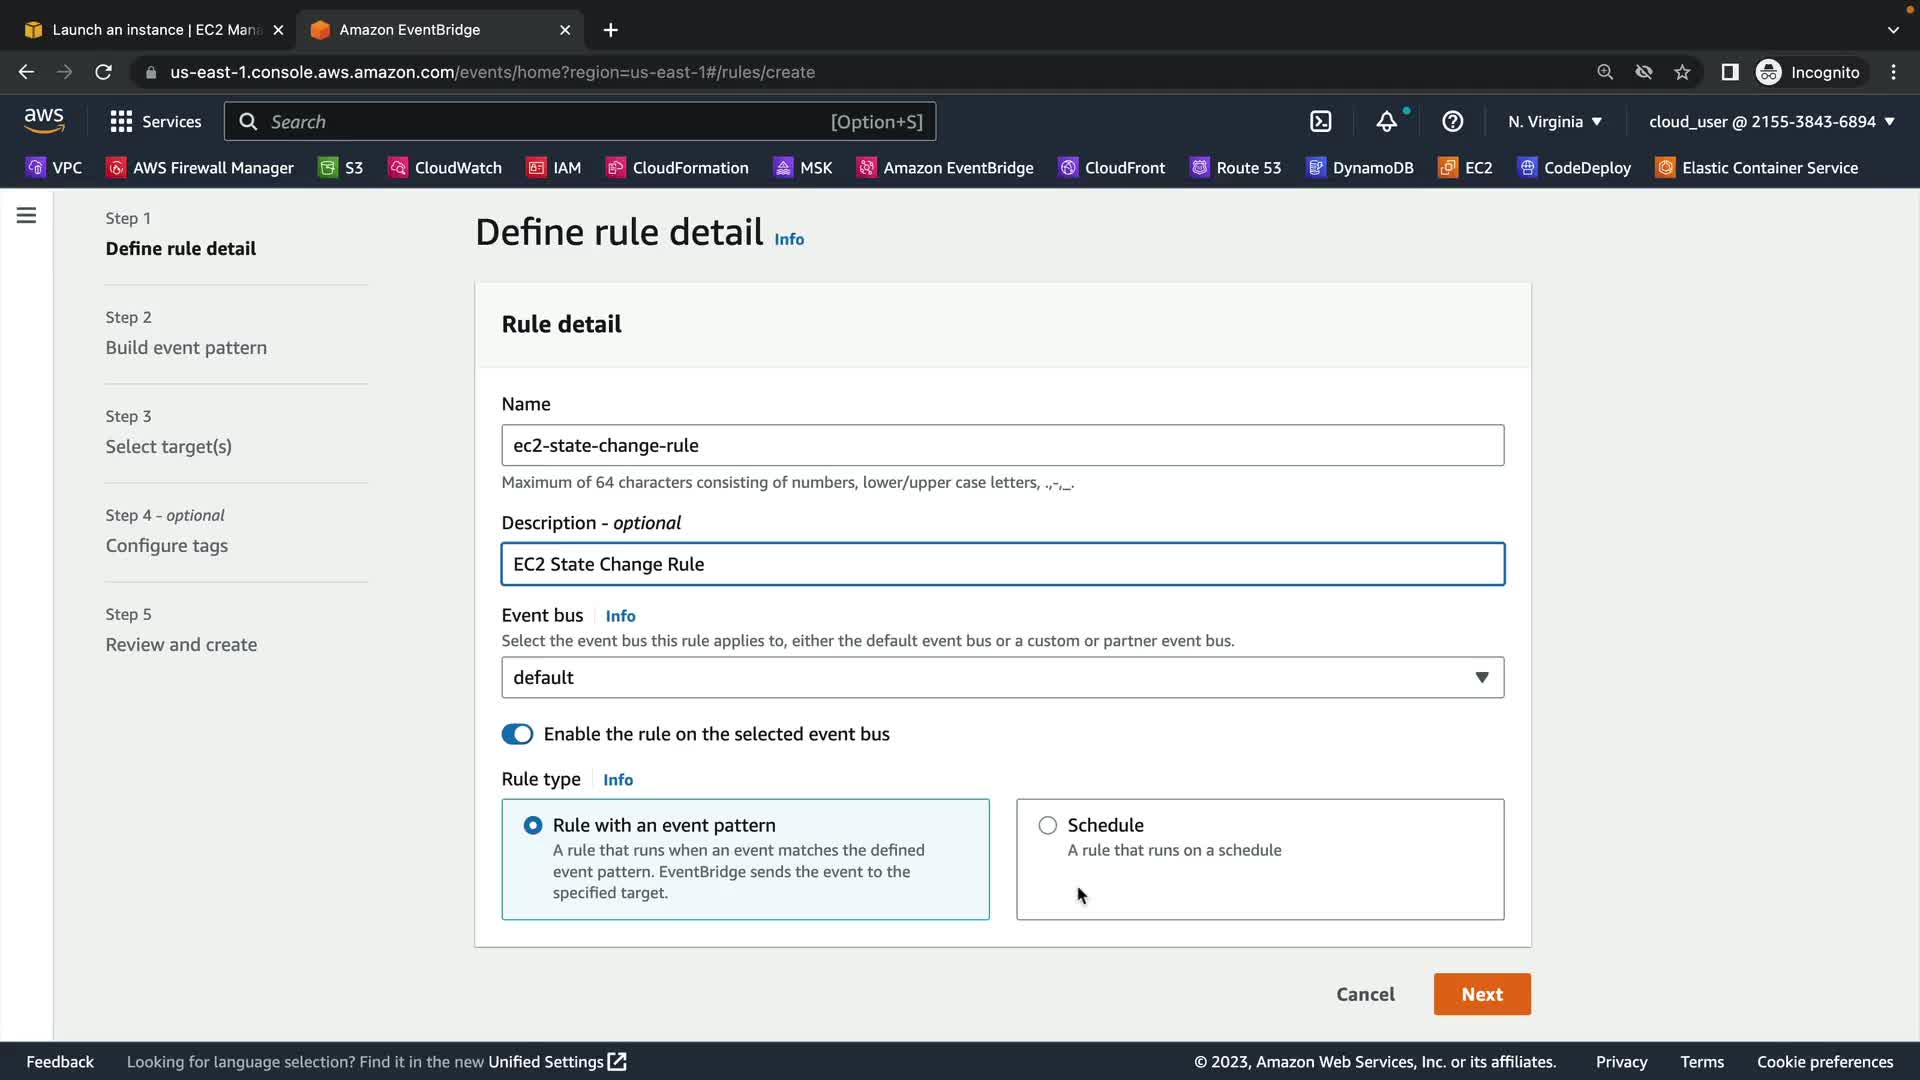 Launch an instance | EC2 Mana
Amazon EventBridge
us-east-1.console.aws.amazon.com/events/home?region=us-east-1#/rules/create
Incognito
aws
Services
Search
[Option+S]
N. Virginia
cloud_user @ 2155-3843-6894
VPC
AWS Firewall Manager
S3
CloudWatch
IAM
CloudFormation
MSK
Amazon EventBridge
CloudFront
Route 53
DynamoDB
EC2
CodeDeploy
Elastic Container Service
Step 1
Define rule detail
Step 2
Build event pattern
Step 3
Select target(s)
Step 4 - optional
Configure tags
Step 5
Review and create
Define rule detail Info
Rule detail
Name
ec2-state-change-rule
Maximum of 64 characters consisting of numbers, lower/upper case letters, .,-,_.
Description - optional
EC2 State Change Rule
Event bus Info
Select the event bus this rule applies to, either the default event bus or a custom or partner event bus.
default
Enable the rule on the selected event bus
Rule type Info
Rule with an event pattern
A rule that runs when an event matches the defined
event pattern. EventBridge sends the event to the
specified target.
Schedule
A rule that runs on a schedule
Cancel
Next
Feedback
Looking for language selection? Find it in the new Unified Settings
© 2023, Amazon Web Services, Inc. or its affiliates.
Privacy
Terms
Cookie preferences